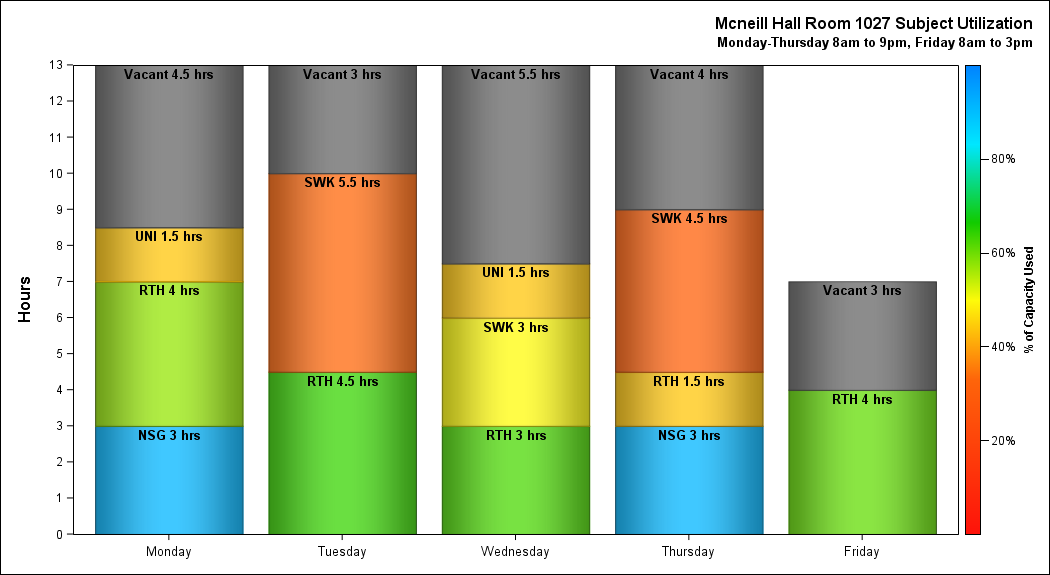 Mcneill Hall Room 1027 Subject Utilization
Monday-Thursday 8am to 9pm, Friday 8am to 3pm
Hours
13
12
11
10
9
8
7
6
5
4
3
2
1
0
Vacant 4.5 hrs
UNI 1.5 hrs
RTH 4 hrs
NSG 3 hrs
Vacant 3 hrs
SWK 5.5 hrs
RTH 4.5 hrs
Vacant 5.5 hrs
UNI 1.5 hrs
SWK 3 hrs
RTH 3 hrs
Vacant 4 hrs
SWK 4.5 hrs
RTH 1.5 hrs
NSG 3 hrs
Vacant 3 hrs
RTH 4 hrs
Monday
Tuesday
Wednesday
Thursday
Friday
80%
60%
40%
20%
% of Capacity Used